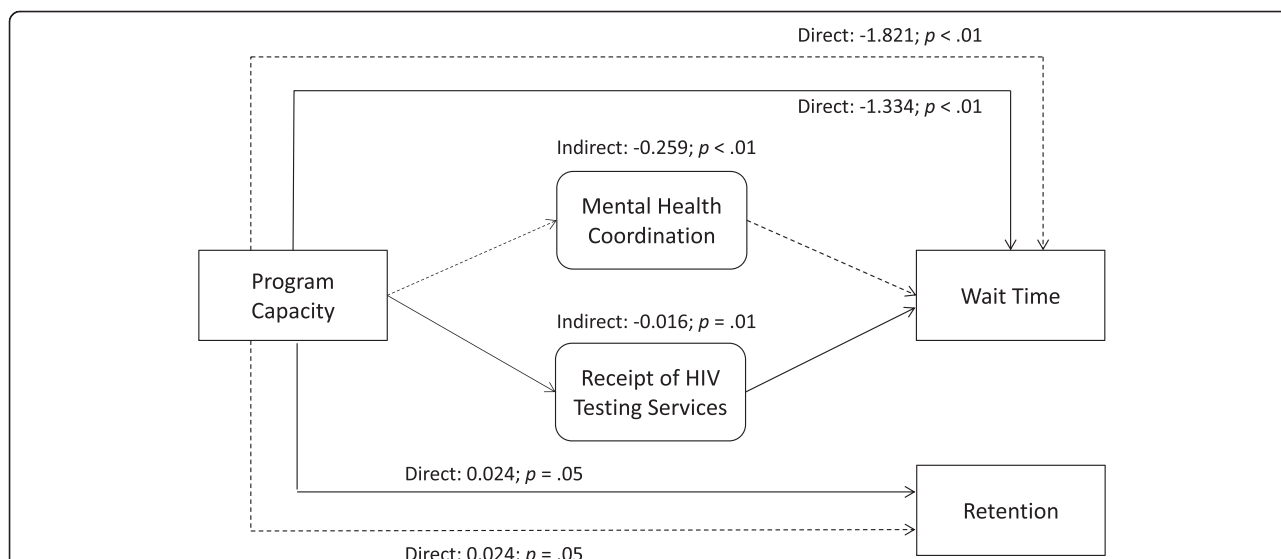 Direct: -1.821; p < .01
Direct: -1.334; p < .01
Indirect: -0.259; p < .01
Mental Health
Coordination
Program
Capacity
Wait Time
Indirect: -0.016; p = .01
Receipt of HIV
Testing Services
Direct: 0.024; p = .05
Retention
Direct: 0.024; p = .05